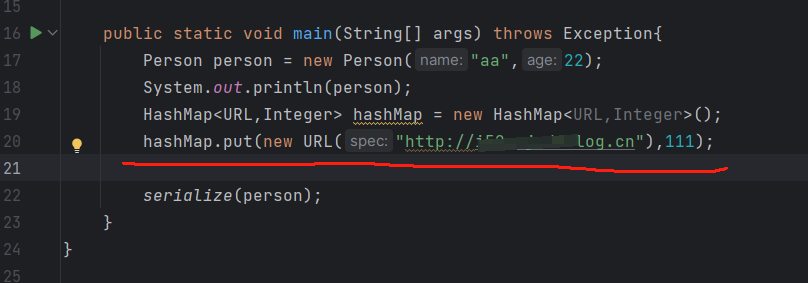 15
16 public static void main(String[] args) throws Exception{
17 Person person = new Person( name: "aa", age: 22);
18 System.out.println(person);
19 HashMap<URL,Integer> hashMap = new HashMap<URL,Integer>();
20 hashMap.put(new URL( spec: "http:// log.cn"),111);
21
22 serialize(person);
23 }
24 }
25